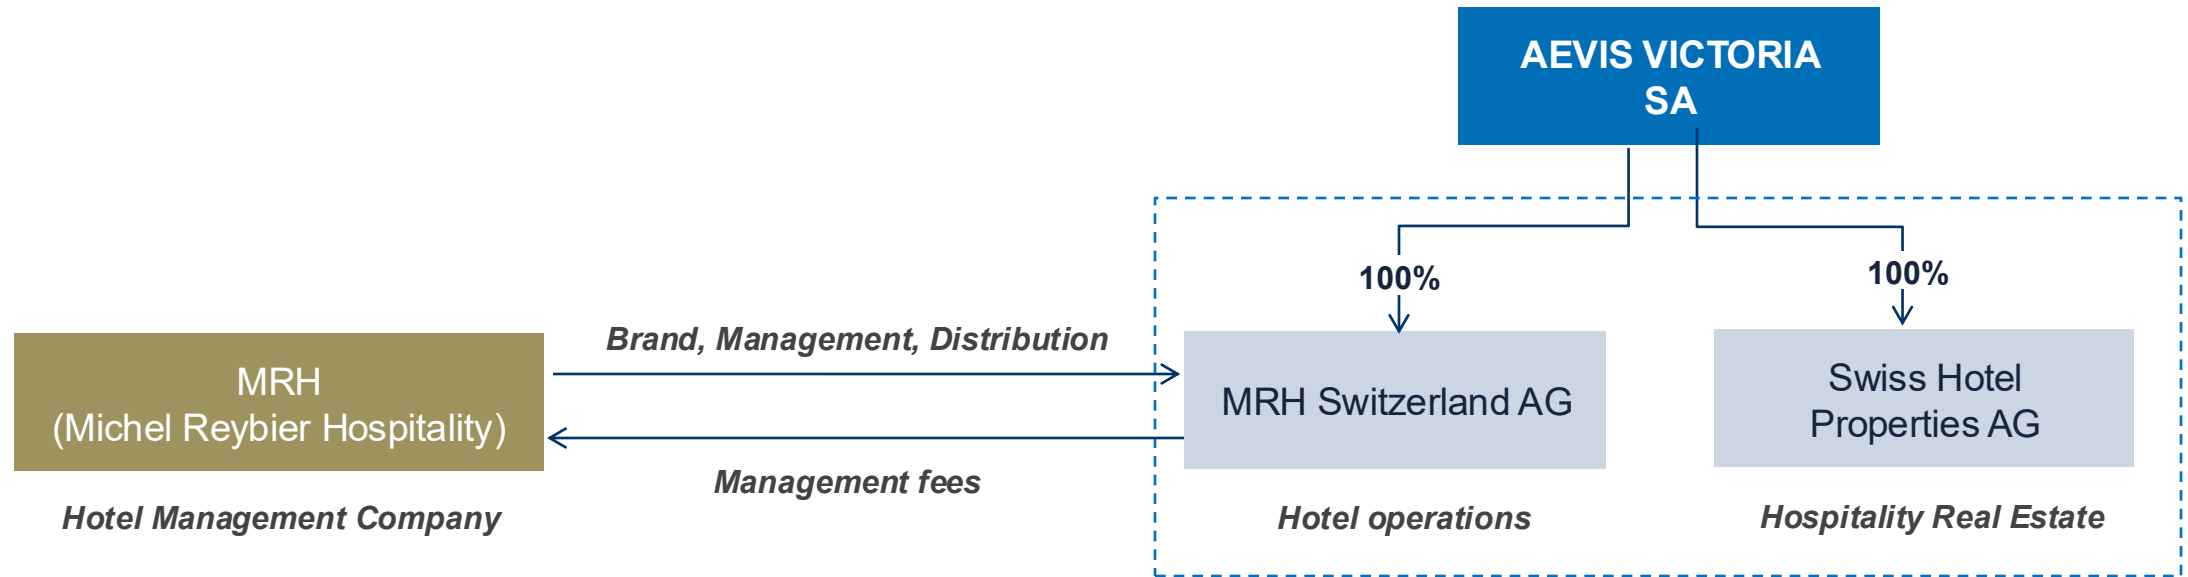 AEVIS VICTORIA
SA
100%
100%
Brand, Management, Distribution
MRH
(Michel Reybier Hospitality)
MRH Switzerland AG
Swiss Hotel
Properties AG
Management fees
Hotel Management Company
Hotel operations
Hospitality Real Estate